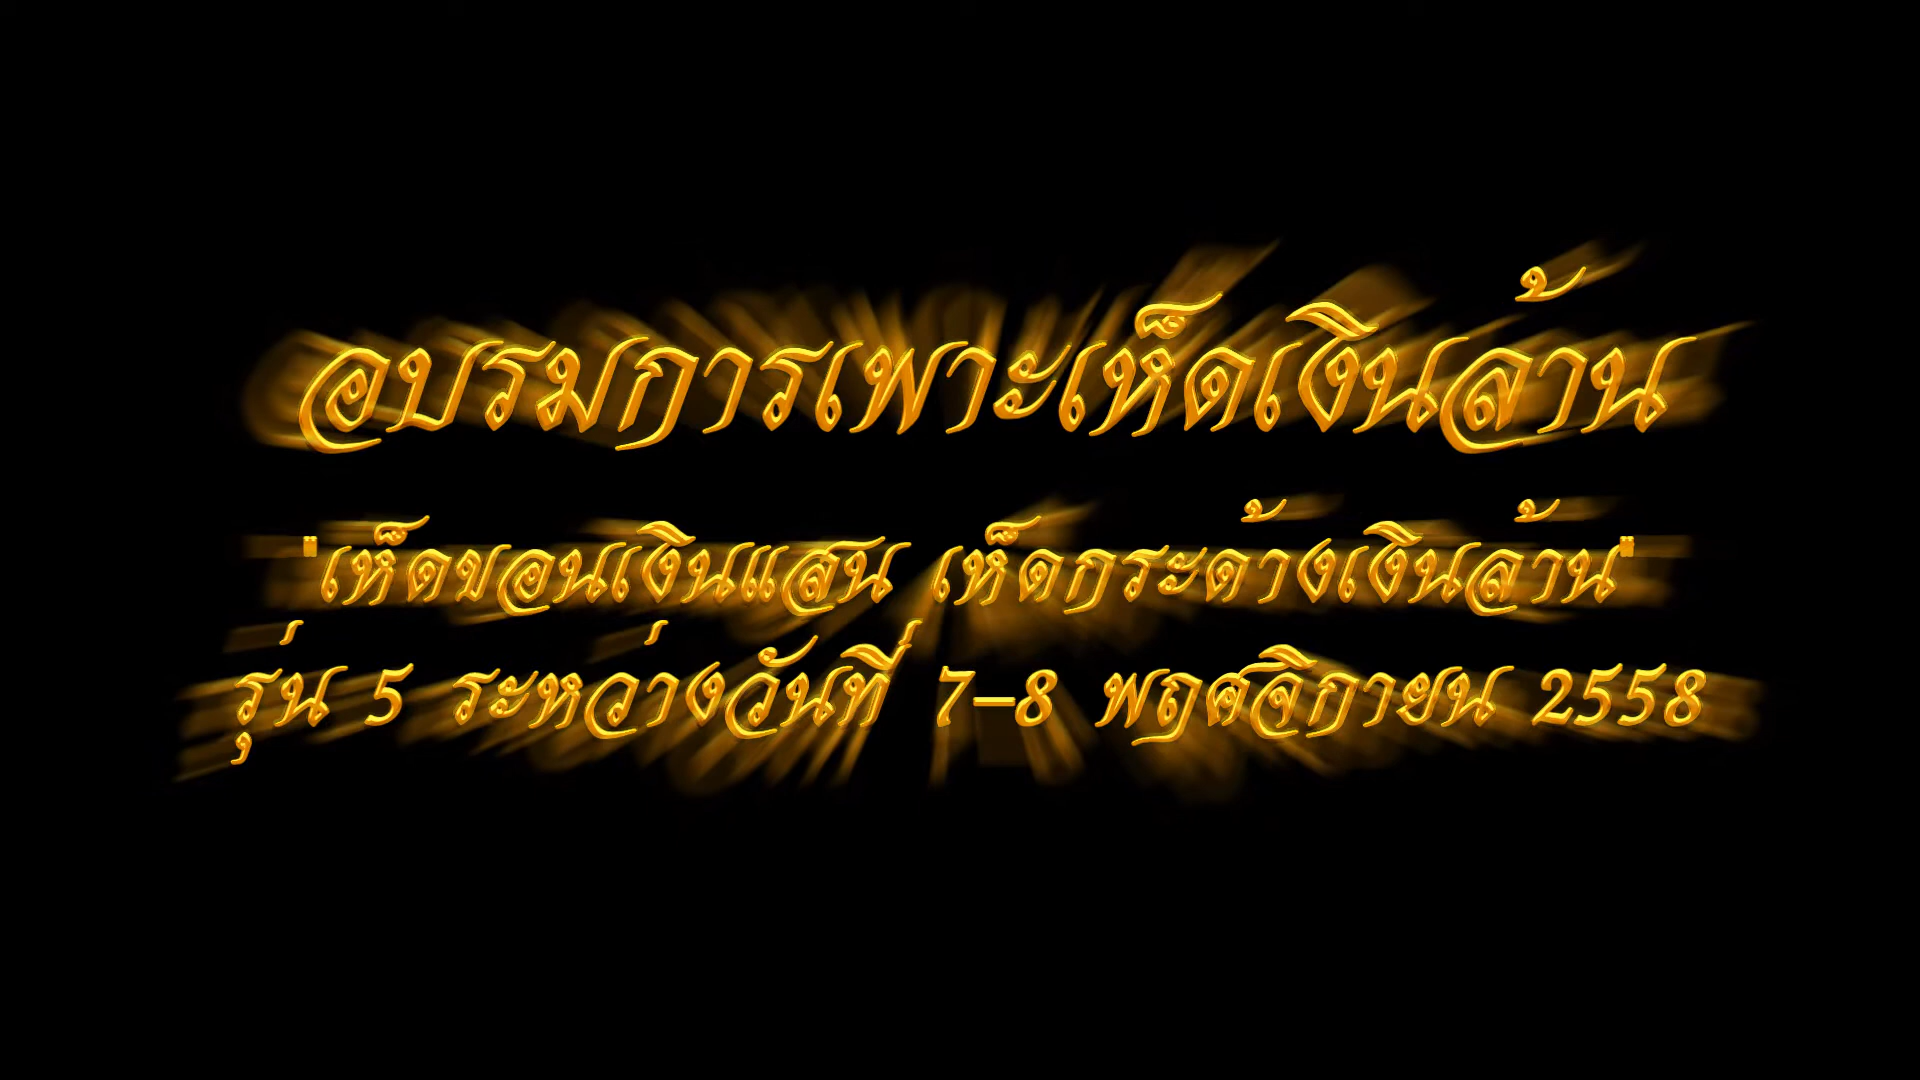 อบรมการเพาะเห็ดเงินล้าน
"เห็ดขอนเงินแสน เห็ดกระด้างเงินล้าน"
รุ่น 5 ระหว่างวันที่ 7-8 พฤศจิกายน 2558